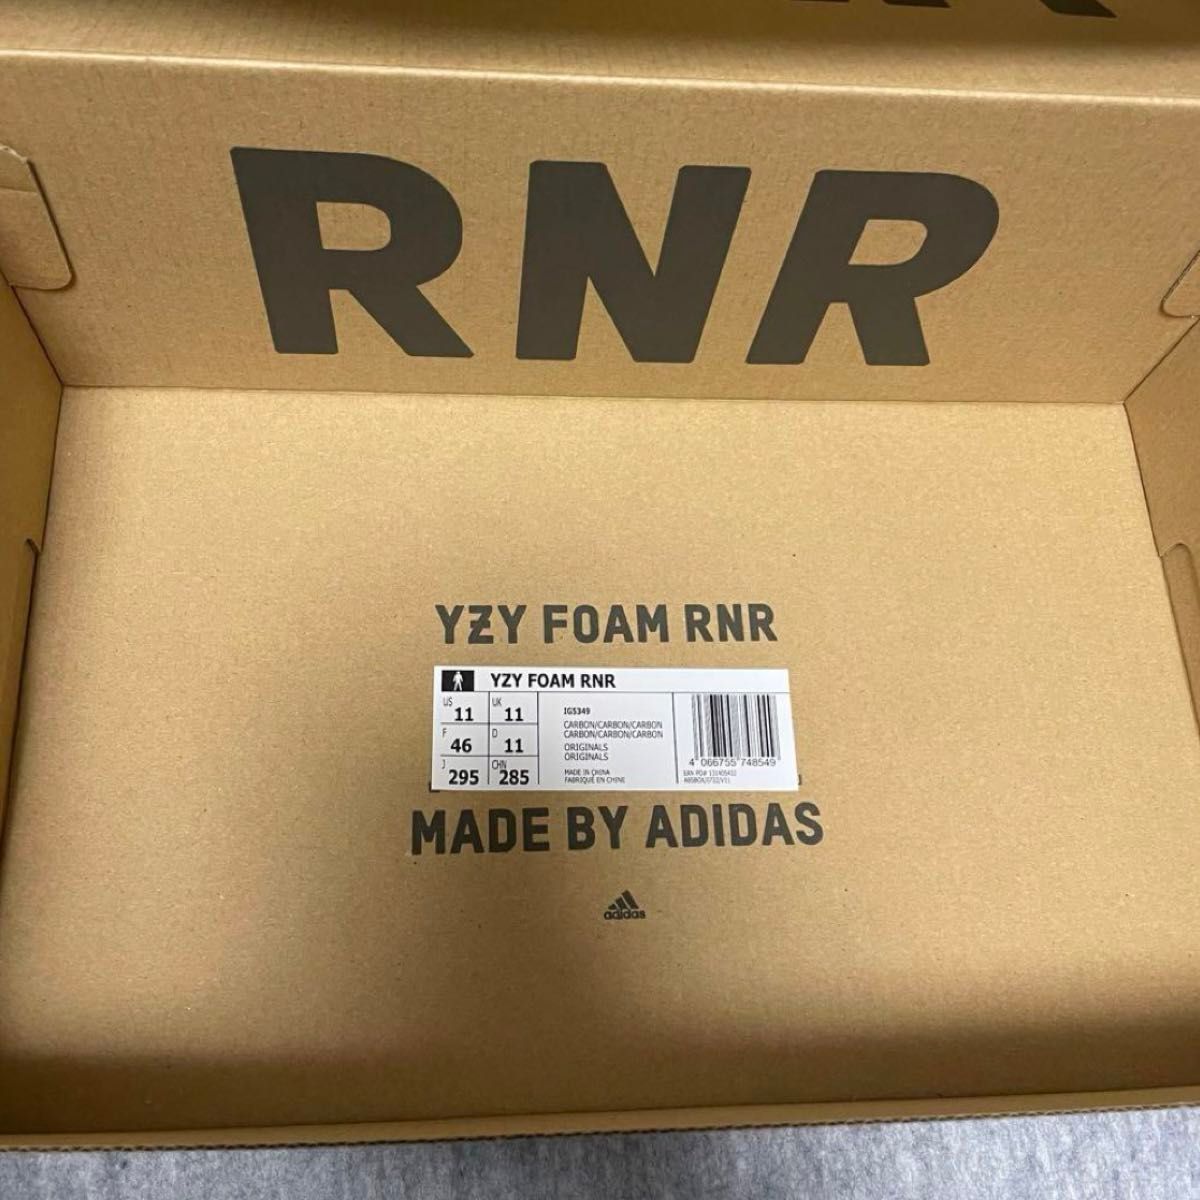 RNR
YZY FOAM RNR
YZY FOAM RNR
US 11 UK 11
F 46 D 11
J 295 CHN 285
IG5349
CARBON/CARBON/CARBON
CARBON/CARBON/CARBON
ORIGINALS
ORIGINALS
MADE IN CHINA
FABRIQUÉ EN CHINE
4 066755 748549
MADE BY ADIDAS
adidas